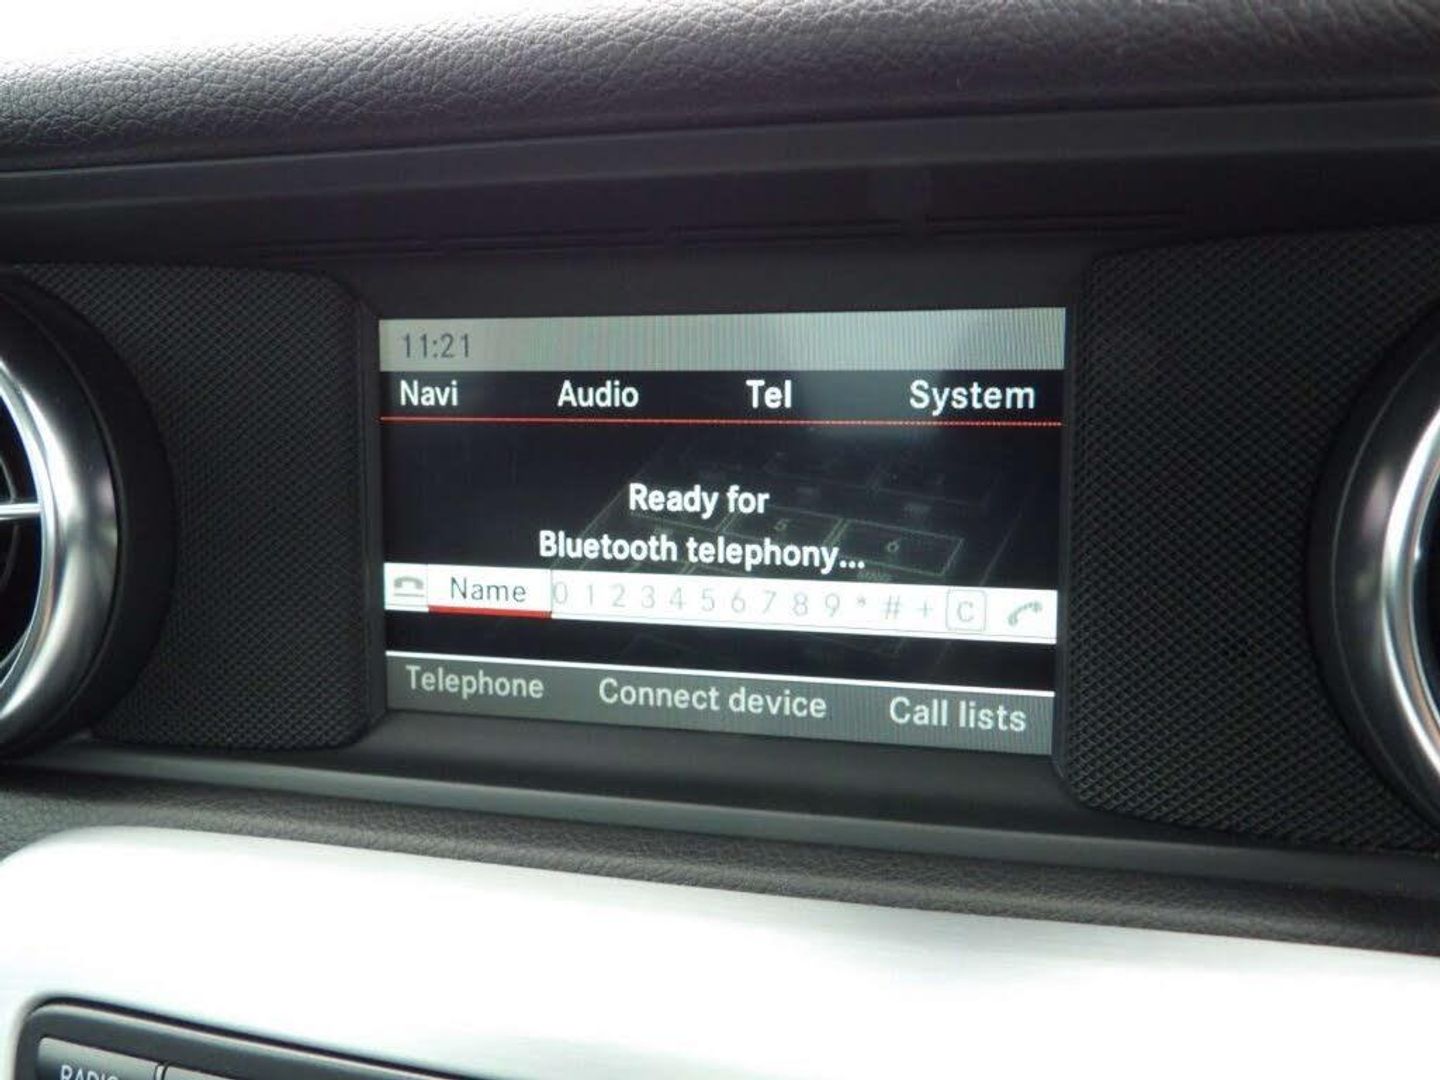 11:21
Navi Audio Tel System
Ready for
Bluetooth telephony...
Name 0 1 2 3 4 5 6 7 8 9 * # + C
Telephone Connect device Call lists
RADIO